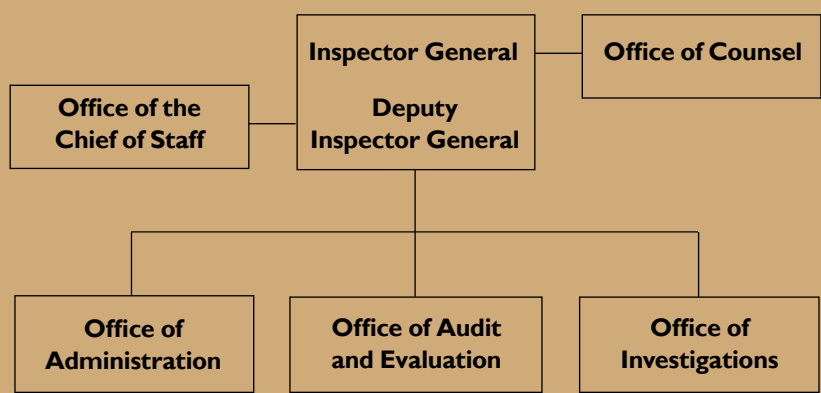 Inspector General
Deputy
Inspector General
Office of Counsel
Office of the
Chief of Staff
Office of
Administration
Office of Audit
and Evaluation
Office of
Investigations